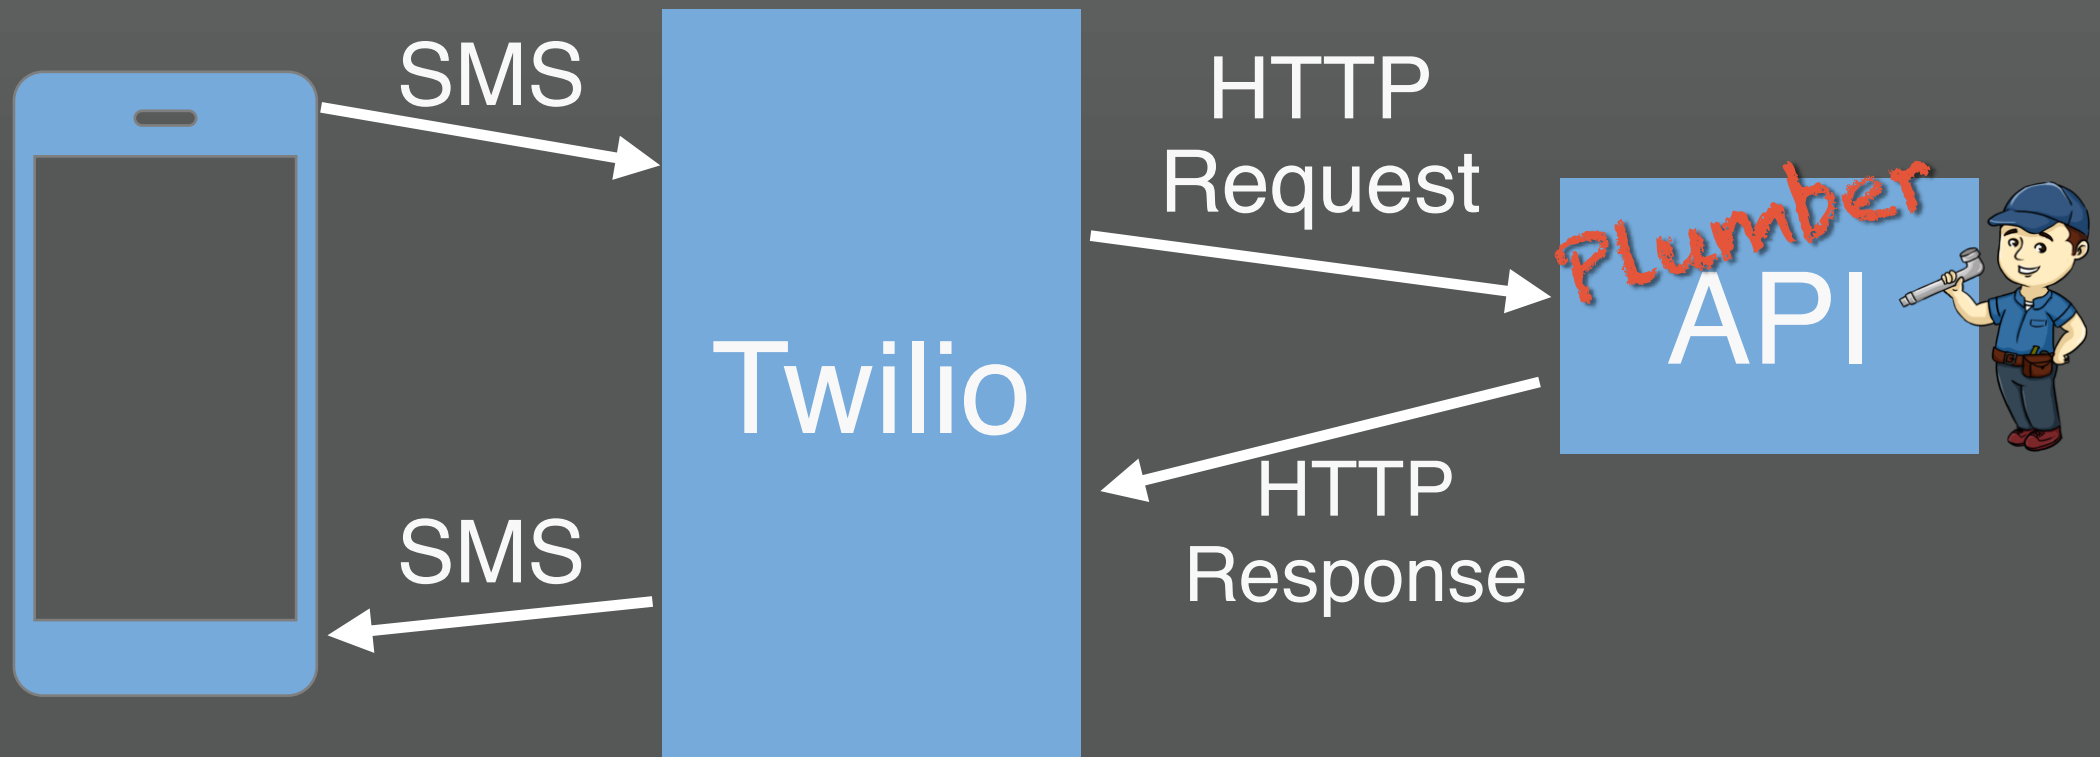 SMS
HTTP
Request
Plumber
API
Twilio
HTTP
Response
SMS